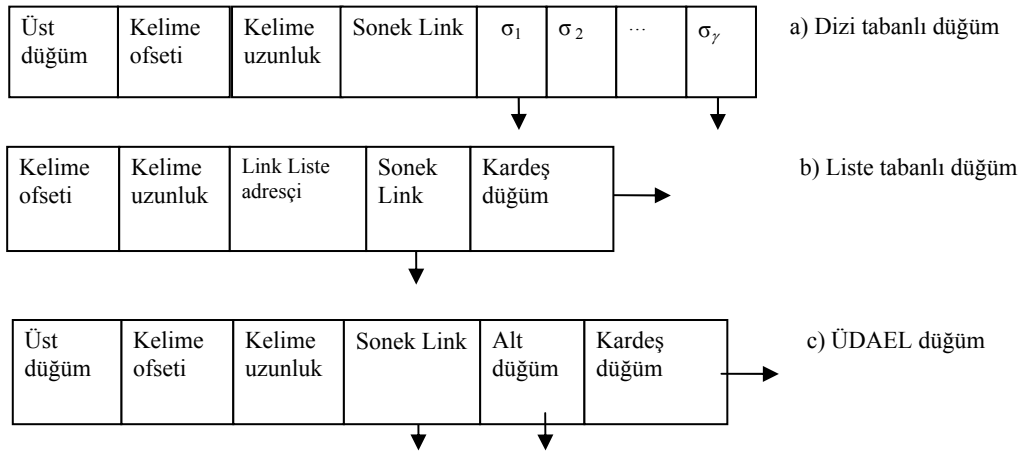 Üst düğüm
Kelime ofseti
Kelime uzunluk
Sonek Link
σ1
σ 2
...
σγ
a) Dizi tabanlı düğüm
Kelime ofseti
Kelime uzunluk
Link Liste adresçi
Sonek Link
Kardeş düğüm
b) Liste tabanlı düğüm
Üst düğüm
Kelime ofseti
Kelime uzunluk
Sonek Link
Alt düğüm
Kardeş düğüm
c) ÜDAEL düğüm